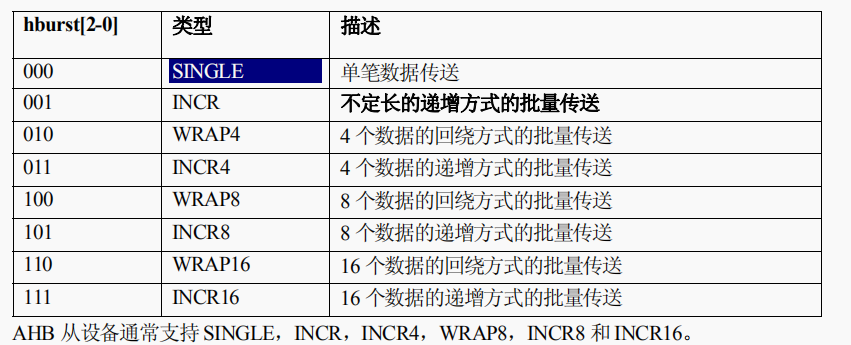 hburst[2-0] 类型 描述
000 SINGLE 单笔数据传送
001 INCR 不定长的递增方式的批量传送
010 WRAP4 4 个数据的回绕方式的批量传送
011 INCR4 4 个数据的递增方式的批量传送
100 WRAP8 8 个数据的回绕方式的批量传送
101 INCR8 8 个数据的递增方式的批量传送
110 WRAP16 16 个数据的回绕方式的批量传送
111 INCR16 16 个数据的递增方式的批量传送
AHB 从设备通常支持 SINGLE，INCR，INCR4，WRAP8，INCR8 和 INCR16。